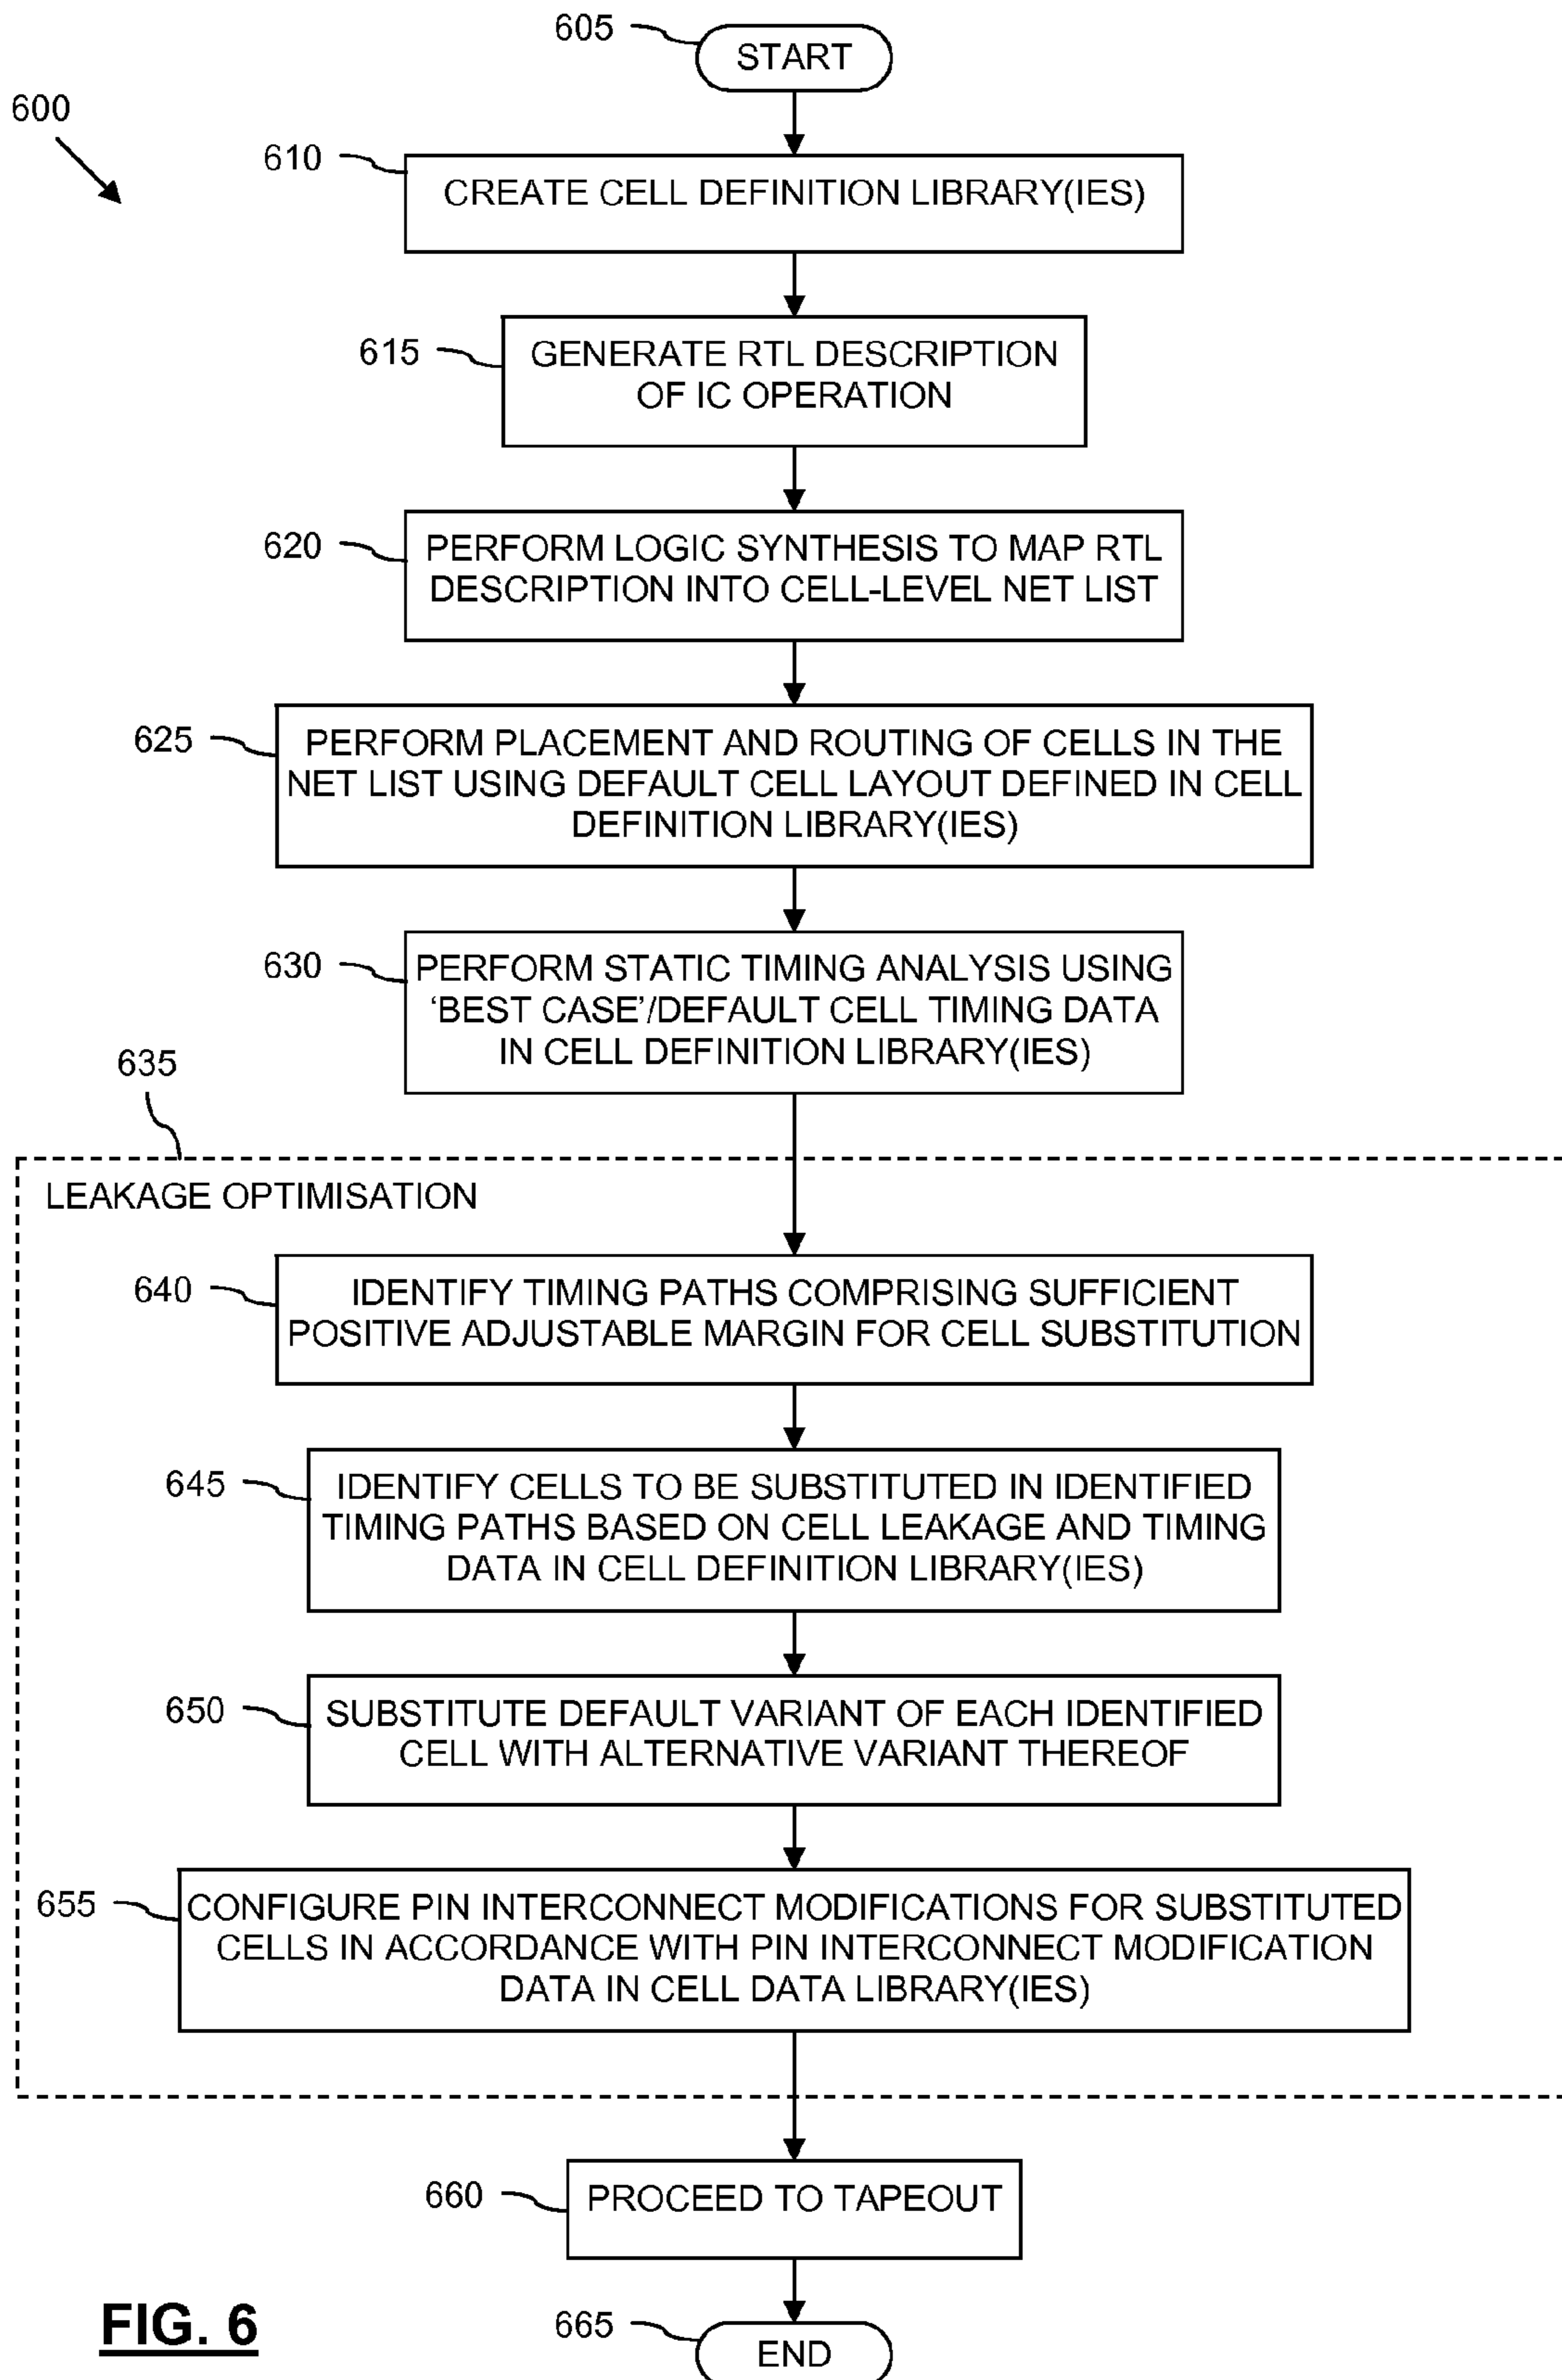 605
START
600
610
CREATE CELL DEFINITION LIBRARY(IES)
615
GENERATE RTL DESCRIPTION
OF IC OPERATION
620
PERFORM LOGIC SYNTHESIS TO MAP RTL
DESCRIPTION INTO CELL-LEVEL NET LIST
625
PERFORM PLACEMENT AND ROUTING OF CELLS IN THE
NET LIST USING DEFAULT CELL LAYOUT DEFINED IN CELL
DEFINITION LIBRARY(IES)
630
PERFORM STATIC TIMING ANALYSIS USING
‘BEST CASE’/DEFAULT CELL TIMING DATA
IN CELL DEFINITION LIBRARY(IES)
635
LEAKAGE OPTIMISATION
640
IDENTIFY TIMING PATHS COMPRISING SUFFICIENT
POSITIVE ADJUSTABLE MARGIN FOR CELL SUBSTITUTION
645
IDENTIFY CELLS TO BE SUBSTITUTED IN IDENTIFIED
TIMING PATHS BASED ON CELL LEAKAGE AND TIMING
DATA IN CELL DEFINITION LIBRARY(IES)
650
SUBSTITUTE DEFAULT VARIANT OF EACH IDENTIFIED
CELL WITH ALTERNATIVE VARIANT THEREOF
655
CONFIGURE PIN INTERCONNECT MODIFICATIONS FOR SUBSTITUTED
CELLS IN ACCORDANCE WITH PIN INTERCONNECT MODIFICATION
DATA IN CELL DATA LIBRARY(IES)
660
PROCEED TO TAPEOUT
665
END
FIG. 6